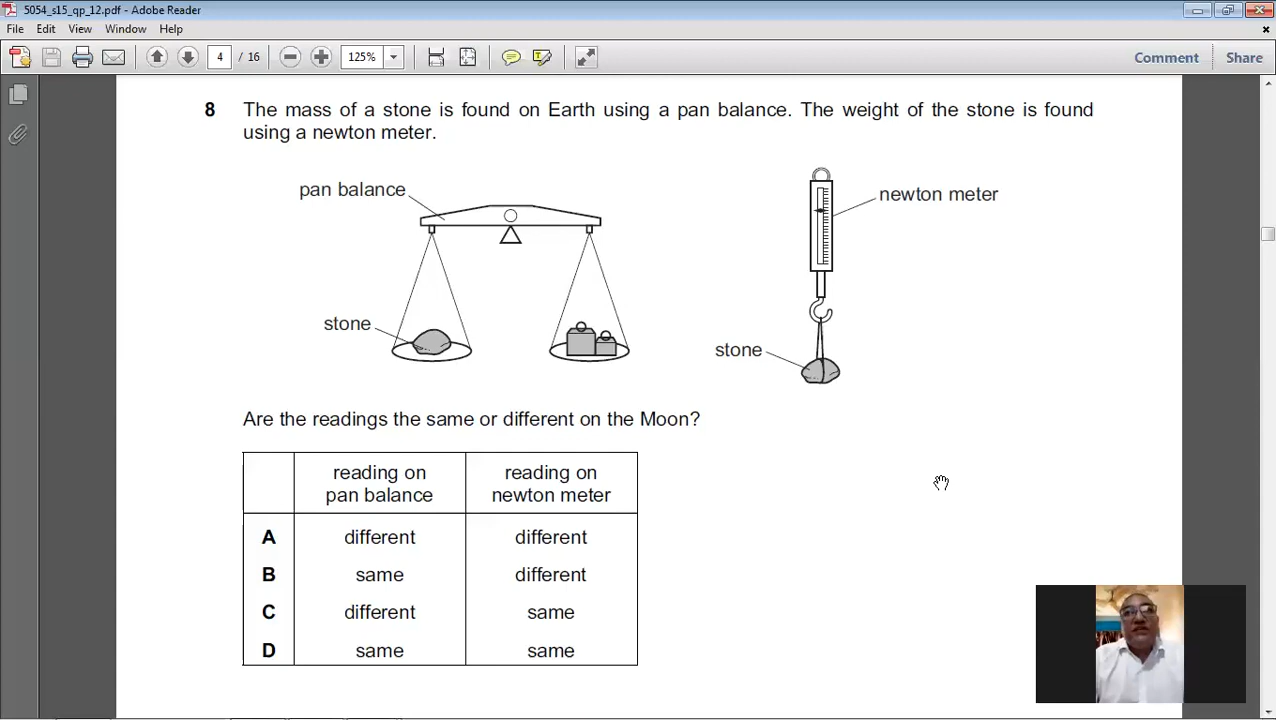 5054_s15_qp_12.pdf - Adobe Reader
File Edit View Window Help
4 / 16 125% Comment Share
8 The mass of a stone is found on Earth using a pan balance. The weight of the stone is found
using a newton meter.
pan balance
newton meter
stone
stone
Are the readings the same or different on the Moon?
reading on reading on
pan balance newton meter
A different different
B same different
C different same
D same same